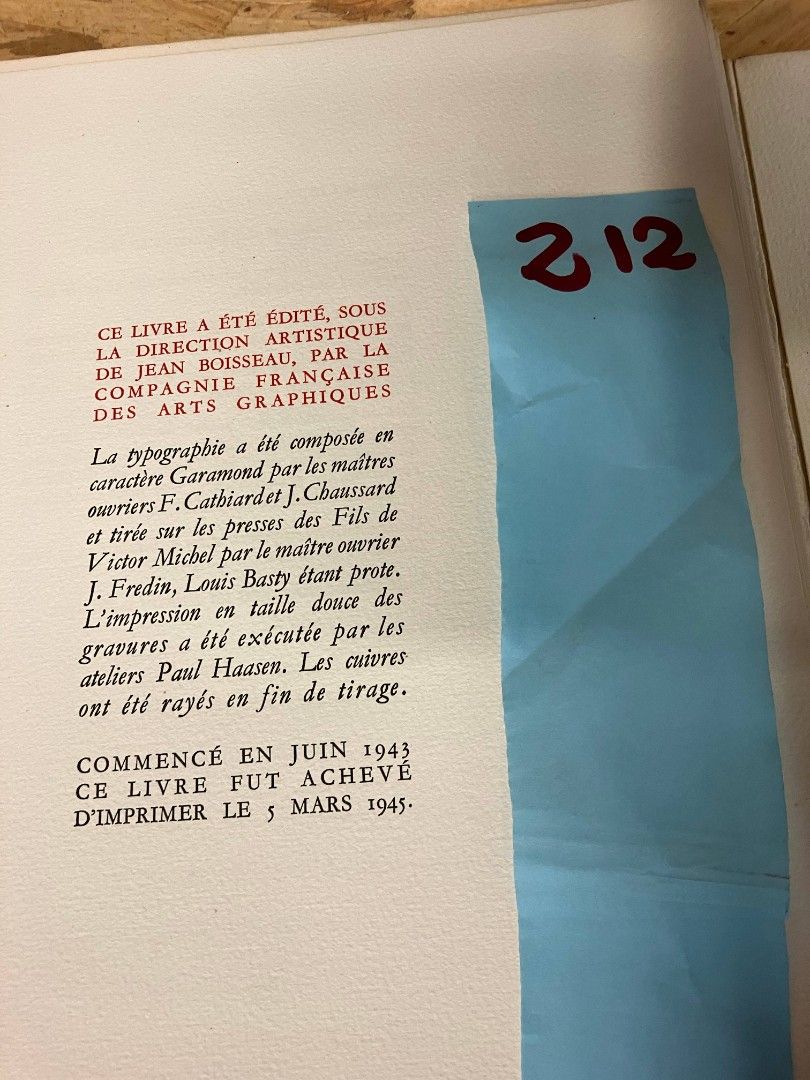 212
CE LIVRE A ÉTÉ ÉDITÉ, SOUS
LA DIRECTION ARTISTIQUE
DE JEAN BOISSEAU, PAR LA
COMPAGNIE FRANÇAISE
DES ARTS GRAPHIQUES
La typographie a été composée en
caractère Garamond par les maîtres
ouvriers F. Cathiard et J. Chaussard
et tirée sur les presses des Fils de
Victor Michel par le maître ouvrier
J. Fredin, Louis Basty étant prote.
L'impression en taille douce des
gravures a été exécutée par les
ateliers Paul Haasen. Les cuivres
ont été rayés en fin de tirage.
COMMENCÉ EN JUIN 1943
CE LIVRE FUT ACHEVÉ
D'IMPRIMER LE 5 MARS 1945.